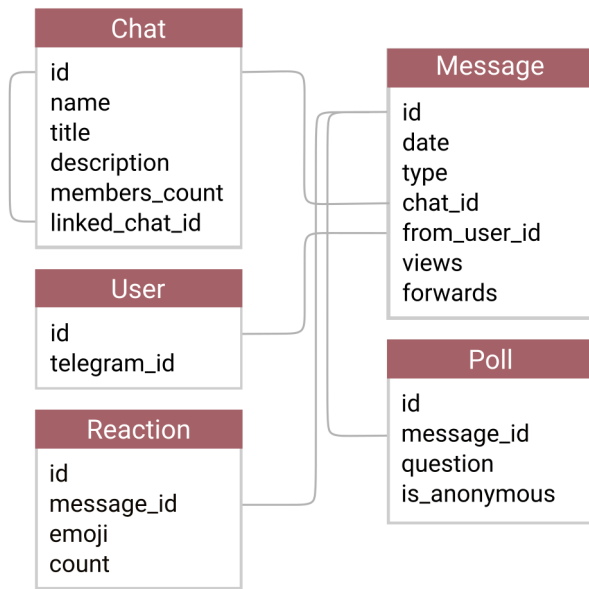 Chat
id
name
title
description
members_count
linked_chat_id
User
id
telegram_id
Reaction
id
message_id
emoji
count
Message
id
date
type
chat_id
from_user_id
views
forwards
Poll
id
message_id
question
is_anonymous